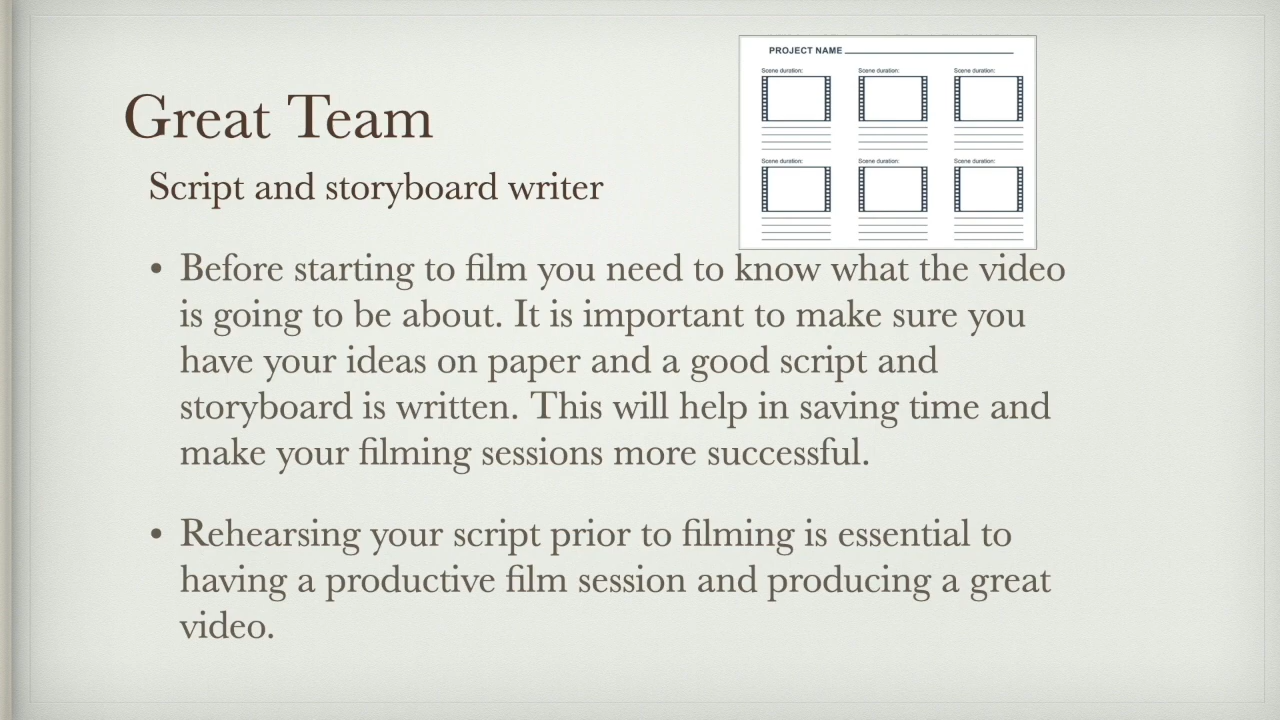 PROJECT NAME
Scene duration: Scene duration: Scene duration:
Scene duration: Scene duration: Scene duration:
Great Team
Script and storyboard writer
• Before starting to film you need to know what the video
is going to be about. It is important to make sure you
have your ideas on paper and a good script and
storyboard is written. This will help in saving time and
make your filming sessions more successful.
• Rehearsing your script prior to filming is essential to
having a productive film session and producing a great
video.